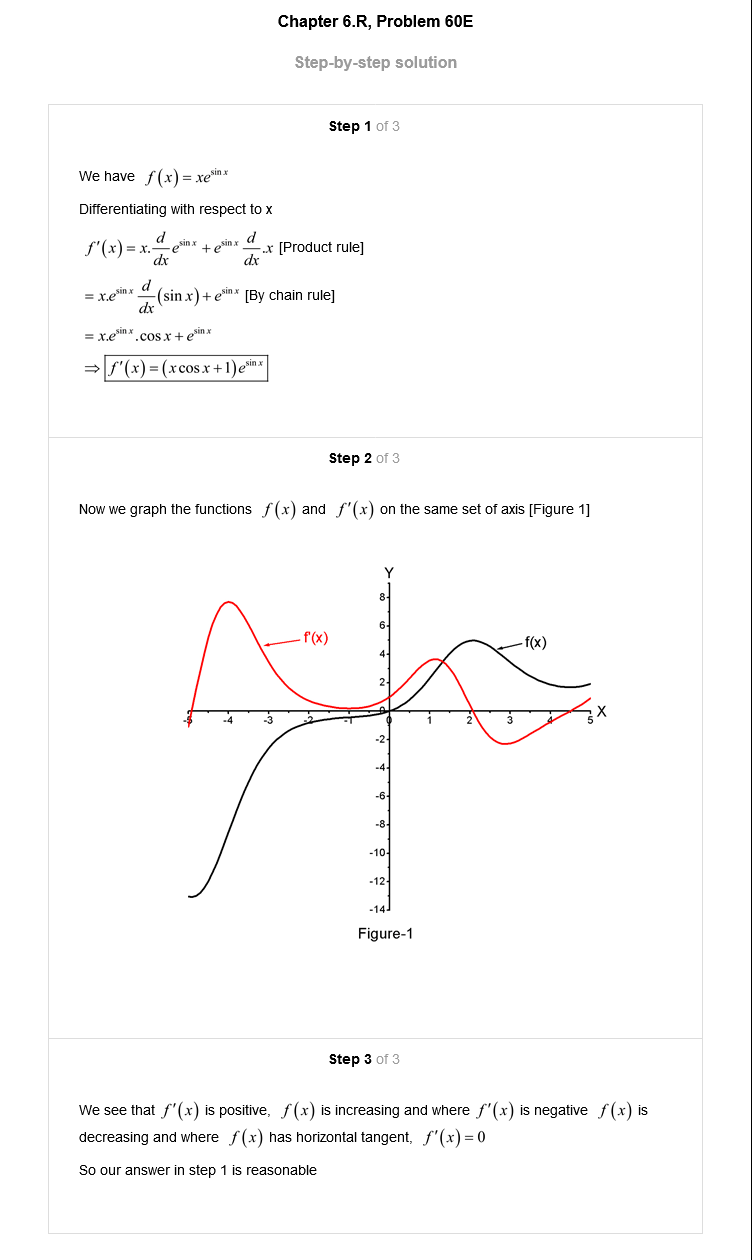 Chapter 6.R, Problem 60E
Step-by-step solution
Step 1 of 3
We have f(x) = xe^{sin x}
Differentiating with respect to x
f'(x) = x. d/dx e^{sin x} + e^{sin x} d/dx .x [Product rule]
= x.e^{sin x} d/dx (sin x) + e^{sin x} [By chain rule]
= x.e^{sin x}.cos x + e^{sin x}
⇒ f'(x) = (x cos x + 1)e^{sin x}
Step 2 of 3
Now we graph the functions f(x) and f'(x) on the same set of axis [Figure 1]
Y
8
6
f'(x)
f(x)
4
2
0
X
-5 -4 -3 -2 -1 0 1 2 3 4 5
-2
-4
-6
-8
-10
-12
-14
Figure-1
Step 3 of 3
We see that f'(x) is positive, f(x) is increasing and where f'(x) is negative f(x) is
decreasing and where f(x) has horizontal tangent, f'(x) = 0
So our answer in step 1 is reasonable